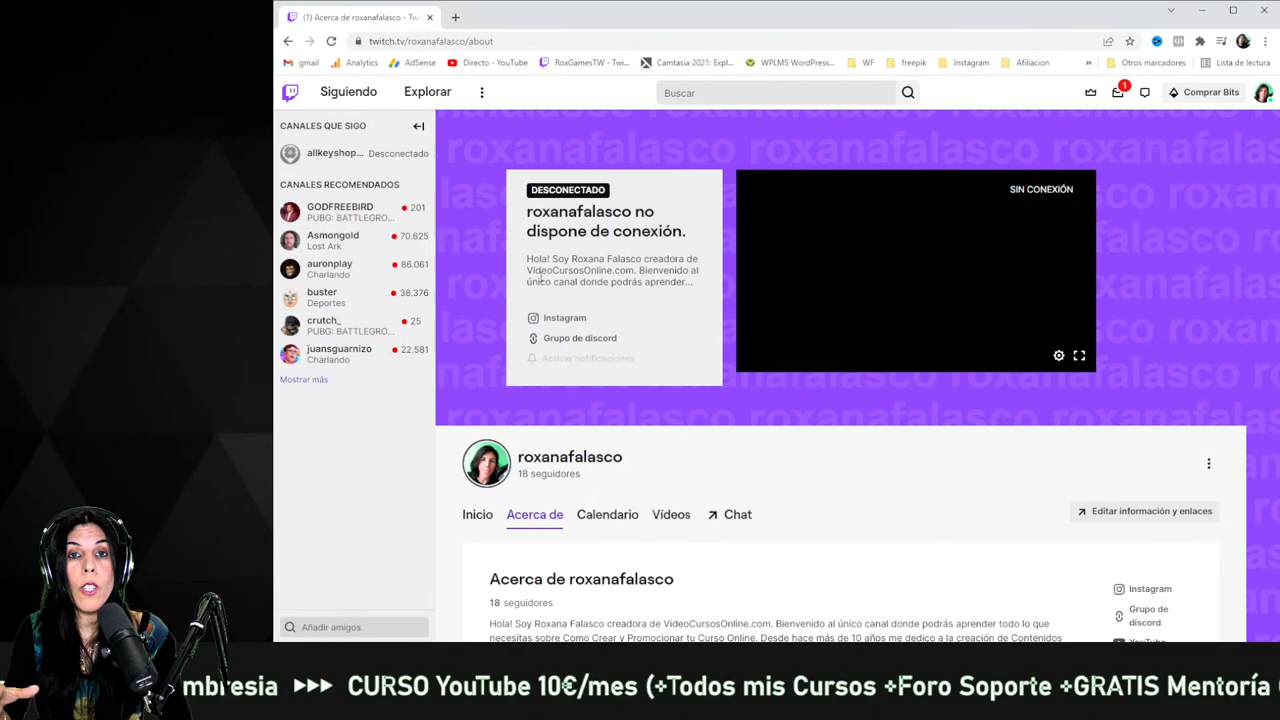 (1) Acerca de roxanafalasco - Tw
twitch.tv/roxanafalasco/about
gmail
Analytics
AdSense
Directo - YouTube
RoxGamesTW - Twi...
Camtasia 2021: Expl...
WPLMS WordPress...
WF
freepik
Instagram
Afiliacion
»
Otros marcadores
Lista de lectura
Siguiendo
Explorar
Buscar
1
Comprar Bits
CANALES QUE SIGO
allkeyshop... Desconectado
CANALES RECOMENDADOS
GODFREEBIRD 201
PUBG: BATTLEGRO...
Asmongold 70.625
Lost Ark
auronplay 86.061
Charlando
buster 38.376
Deportes
crutch_ 25
PUBG: BATTLEGRO...
juansguarnizo 22.581
Charlando
Mostrar más
Añadir amigos
DESCONECTADO
roxanafalasco no
dispone de conexión.
Hola! Soy Roxana Falasco creadora de
VideoCursosOnline.com. Bienvenido al
único canal donde podrás aprender...
Instagram
Grupo de discord
Activar notificaciones
SIN CONEXIÓN
roxanafalasco
18 seguidores
Inicio
Acerca de
Calendario
Vídeos
Chat
Editar información y enlaces
Acerca de roxanafalasco
18 seguidores
Hola! Soy Roxana Falasco creadora de VideoCursosOnline.com. Bienvenido al único canal donde podrás aprender todo lo que
necesitas sobre Como Crear y Promocionar tu Curso Online. Desde hace más de 10 años me dedico a la creación de Contenidos
Instagram
Grupo de
discord
YouTube
mbresia ►►► CURSO YouTube 10€/mes (+Todos mis Cursos +Foro Soporte +GRATIS Mentoría